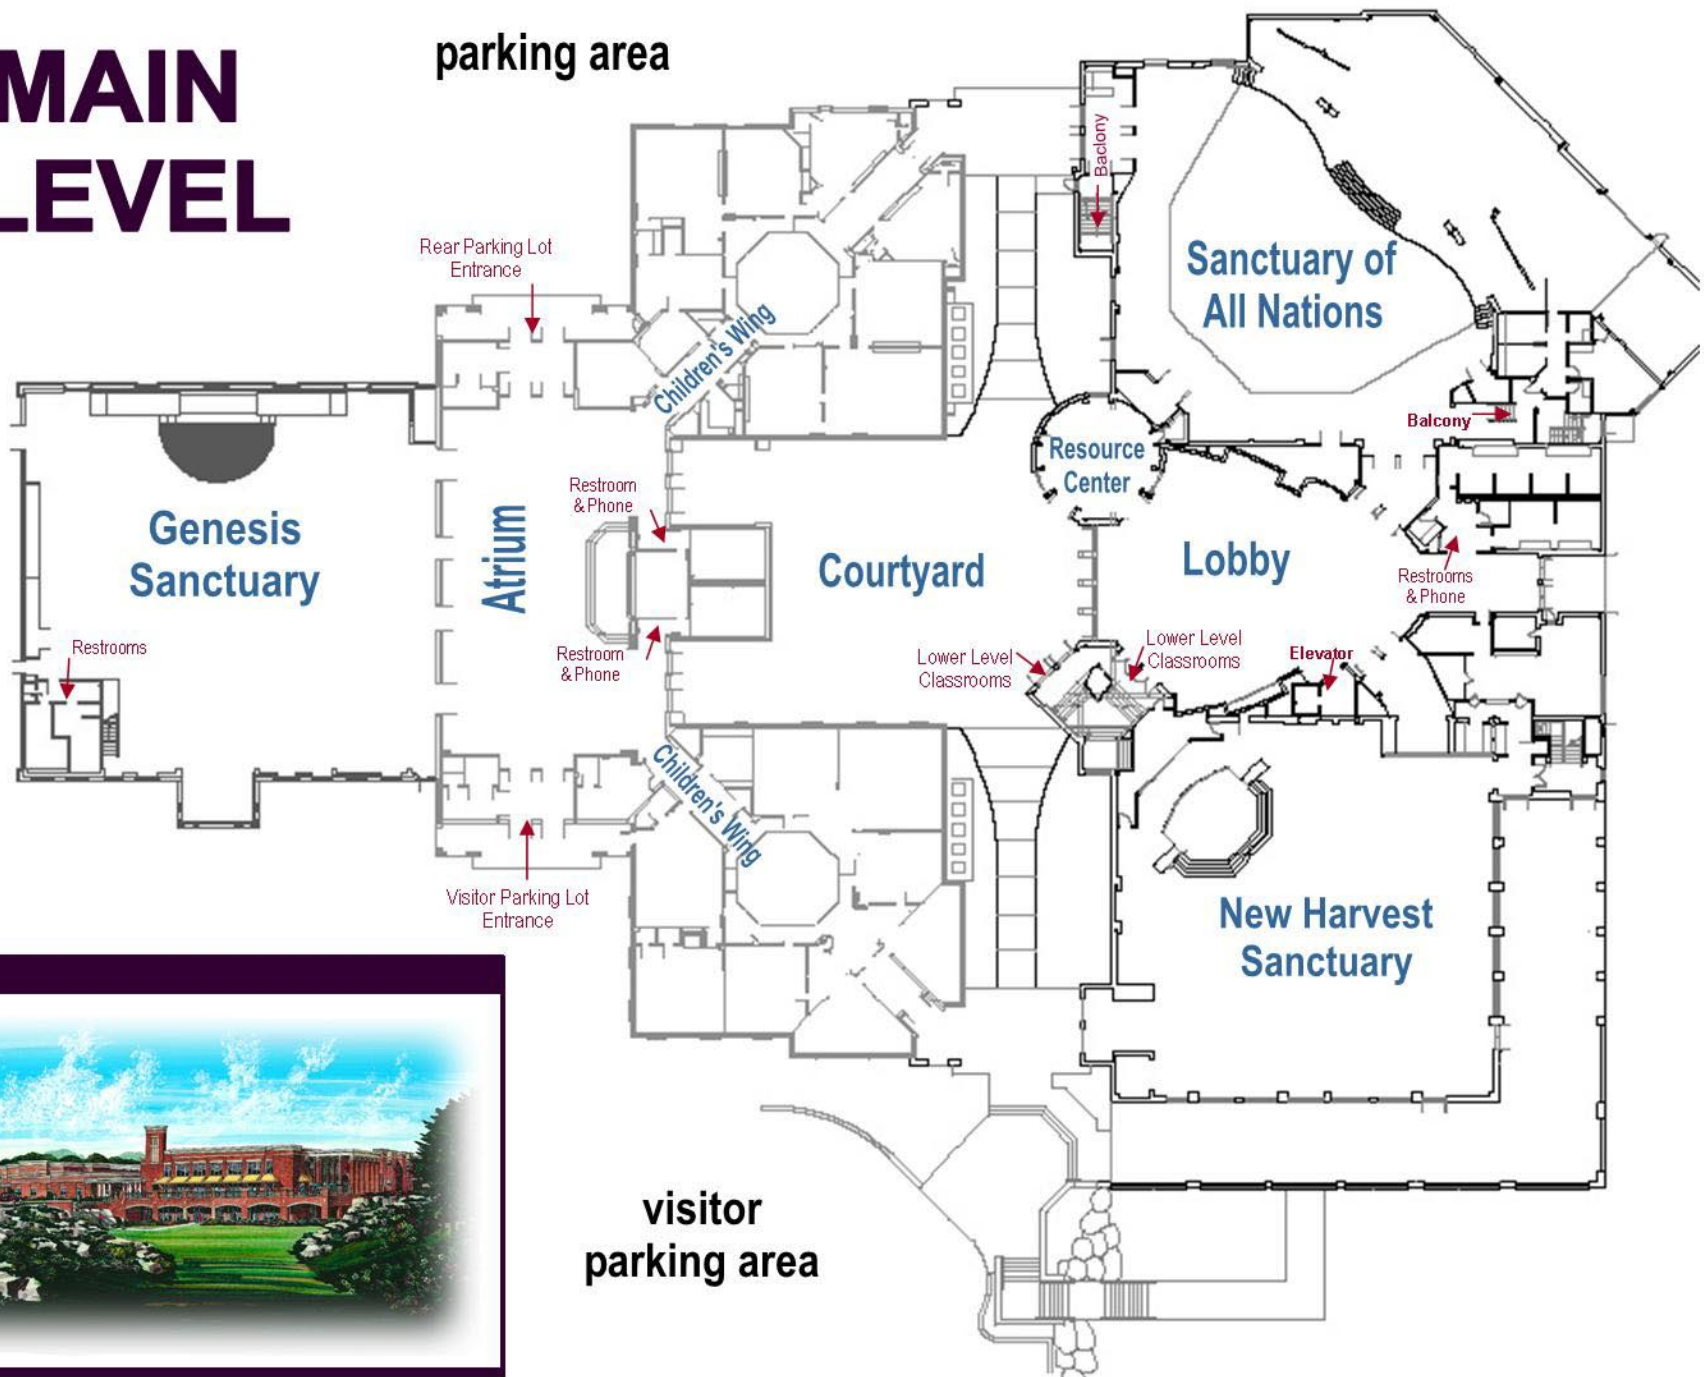 MAIN
LEVEL
parking area
Baclony
Rear Parking Lot
Entrance
Sanctuary of
All Nations
Children's Wing
Balcony
Resource
Center
Restroom
& Phone
Genesis
Sanctuary
Atrium
Courtyard
Lobby
Restrooms
& Phone
Restrooms
Restroom
& Phone
Lower Level
Classrooms
Lower Level
Classrooms
Elevator
Children's Wing
Visitor Parking Lot
Entrance
New Harvest
Sanctuary
visitor
parking area